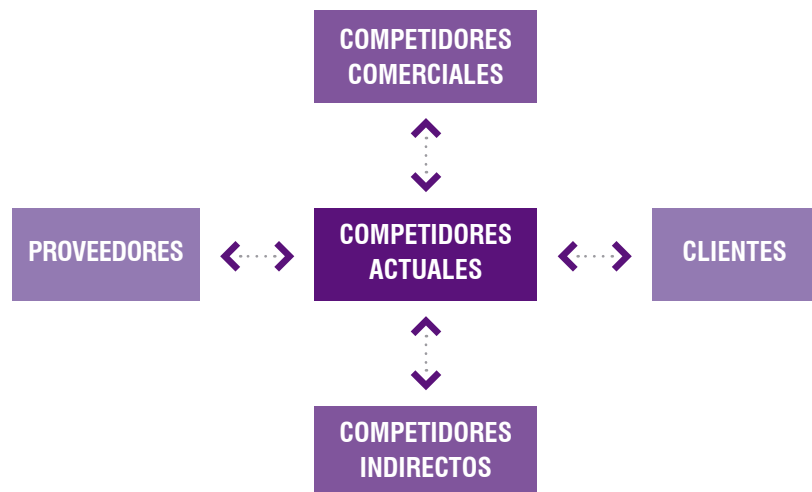 COMPETIDORES
COMERCIALES
PROVEEDORES
COMPETIDORES
ACTUALES
CLIENTES
COMPETIDORES
INDIRECTOS